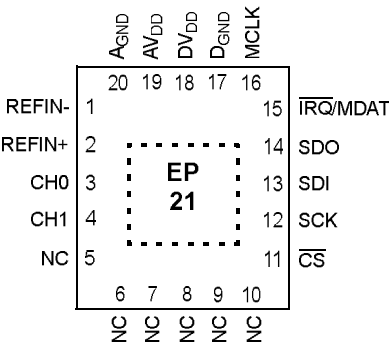 AGND AVDD DVDD DGND MCLK
20 19 18 17 16
REFIN- 1 15 IRQ/MDAT
REFIN+ 2 14 SDO
EP
CH0 3 13 SDI
21
CH1 4 12 SCK
NC 5 11 CS
6 7 8 9 10
NC NC NC NC NC